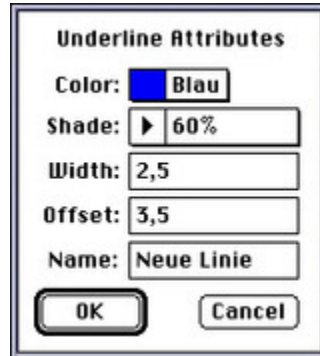 Underline Attributes
Color: Blau
Shade: 60%
Width: 2,5
Offset: 3,5
Name: Neue Linie
OK Cancel